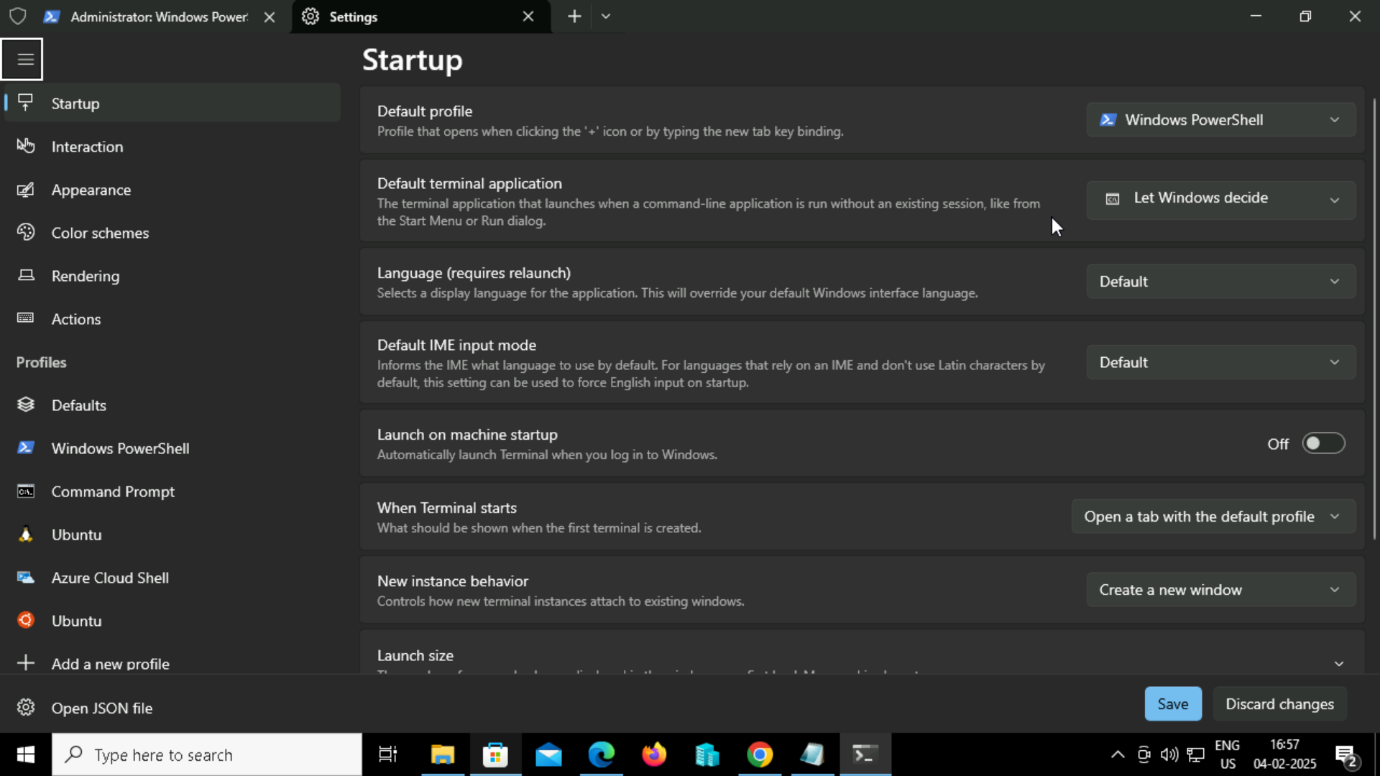 Administrator: Windows Power
Settings
Startup
Startup
Interaction
Appearance
Color schemes
Rendering
Actions
Profiles
Defaults
Windows PowerShell
Command Prompt
Ubuntu
Azure Cloud Shell
Ubuntu
Add a new profile
Open JSON file
Default profile
Profile that opens when clicking the '+' icon or by typing the new tab key binding.
Windows PowerShell
Default terminal application
The terminal application that launches when a command-line application is run without an existing session, like from
the Start Menu or Run dialog.
Let Windows decide
Language (requires relaunch)
Selects a display language for the application. This will override your default Windows interface language.
Default
Default IME input mode
Informs the IME what language to use by default. For languages that rely on an IME and don't use Latin characters by
default, this setting can be used to force English input on startup.
Default
Launch on machine startup
Automatically launch Terminal when you log in to Windows.
Off
When Terminal starts
What should be shown when the first terminal is created.
Open a tab with the default profile
New instance behavior
Controls how new terminal instances attach to existing windows.
Create a new window
Launch size
Save
Discard changes
Type here to search
ENG
US
16:57
04-02-2025
2